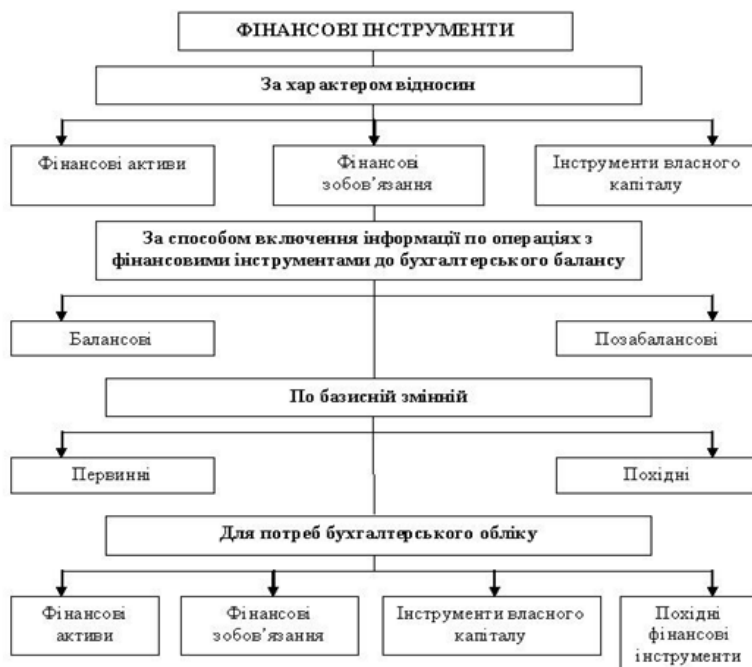 ФІНАНСОВІ ІНСТРУМЕНТИ
За характером відносин
Фінансові активи
Фінансові
зобов’язання
Інструменти власного
капіталу
За способом включення інформації по операціях з
фінансовими інструментами до бухгалтерського балансу
Балансові
Позабалансові
По базисній змінній
Первинні
Похідні
Для потреб бухгалтерського обліку
Фінансові
активи
Фінансові
зобов’язання
Інструменти власного
капіталу
Похідні
фінансові
інструменти